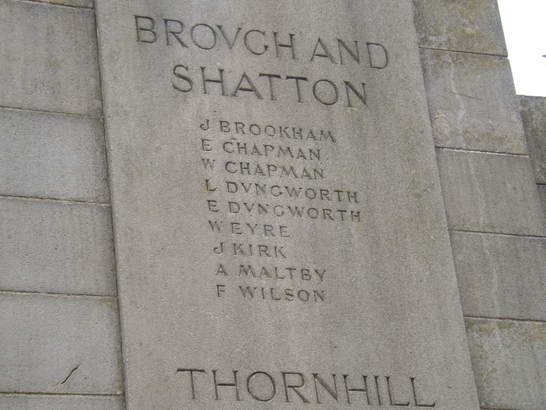 BROVGH AND
SHATTON
J BROOKHAM
E CHAPMAN
W CHAPMAN
L DVNGWORTH
E DVNGWORTH
W EYRE
J KIRK
A MALTBY
F WILSON
THORNHILL